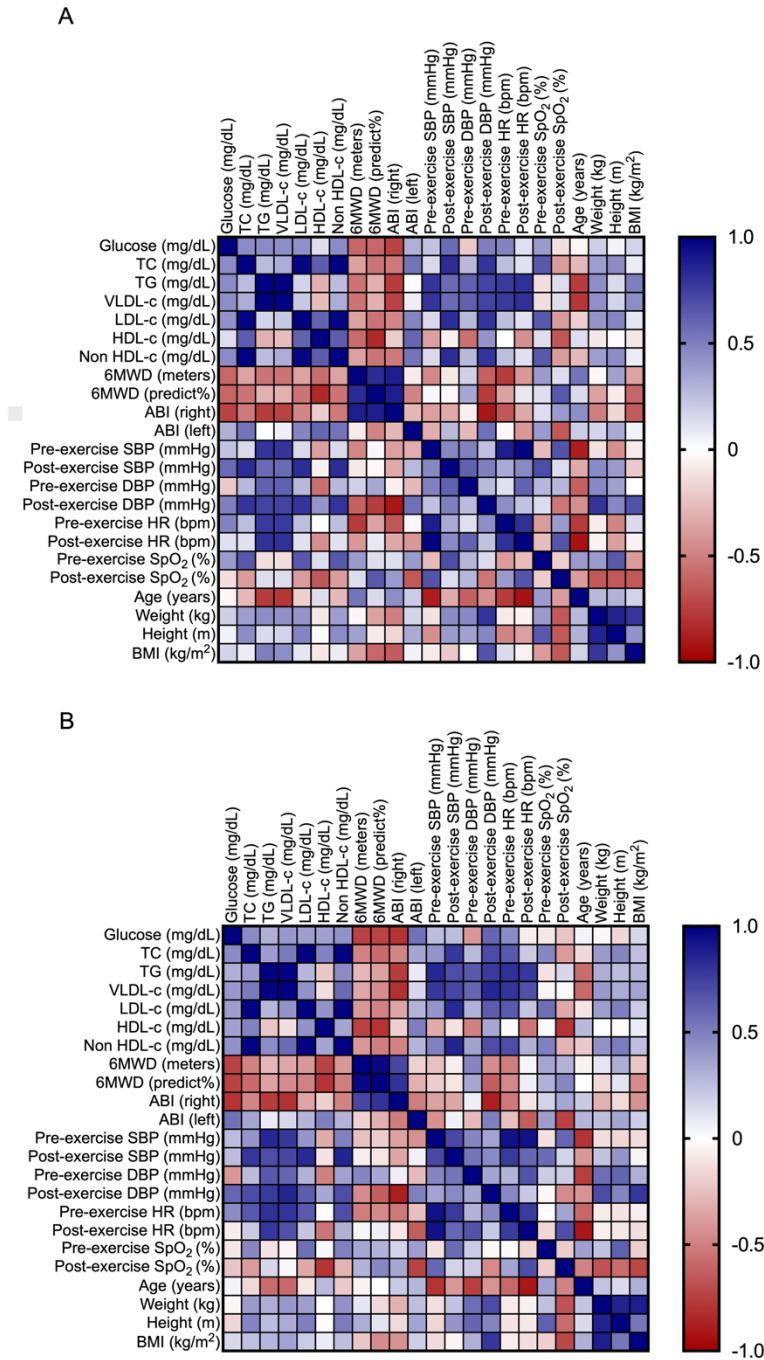 A
Glucose (mg/dL)
TC (mg/dL)
TG (mg/dL)
VLDL-c (mg/dL)
LDL-c (mg/dL)
HDL-c (mg/dL)
Non HDL-c (mg/dL)
6MWD (meters)
6MWD (predict%)
ABI (right)
ABI (left)
Pre-exercise SBP (mmHg)
Post-exercise SBP (mmHg)
Pre-exercise DBP (mmHg)
Post-exercise DBP (mmHg)
Pre-exercise HR (bpm)
Post-exercise HR (bpm)
Pre-exercise SpO₂ (%)
Post-exercise SpO₂ (%)
Age (years)
Weight (kg)
Height (m)
BMI (kg/m²)
Glucose (mg/dL)
TC (mg/dL)
TG (mg/dL)
VLDL-c (mg/dL)
LDL-c (mg/dL)
HDL-c (mg/dL)
Non HDL-c (mg/dL)
6MWD (meters)
6MWD (predict%)
ABI (right)
ABI (left)
Pre-exercise SBP (mmHg)
Post-exercise SBP (mmHg)
Pre-exercise DBP (mmHg)
Post-exercise DBP (mmHg)
Pre-exercise HR (bpm)
Post-exercise HR (bpm)
Pre-exercise SpO₂ (%)
Post-exercise SpO₂ (%)
Age (years)
Weight (kg)
Height (m)
BMI (kg/m²)
1.0
0.5
0
-0.5
-1.0
B
Glucose (mg/dL)
TC (mg/dL)
TG (mg/dL)
VLDL-c (mg/dL)
LDL-c (mg/dL)
HDL-c (mg/dL)
Non HDL-c (mg/dL)
6MWD (meters)
6MWD (predict%)
ABI (right)
ABI (left)
Pre-exercise SBP (mmHg)
Post-exercise SBP (mmHg)
Pre-exercise DBP (mmHg)
Post-exercise DBP (mmHg)
Pre-exercise HR (bpm)
Post-exercise HR (bpm)
Pre-exercise SpO₂ (%)
Post-exercise SpO₂ (%)
Age (years)
Weight (kg)
Height (m)
BMI (kg/m²)
Glucose (mg/dL)
TC (mg/dL)
TG (mg/dL)
VLDL-c (mg/dL)
LDL-c (mg/dL)
HDL-c (mg/dL)
Non HDL-c (mg/dL)
6MWD (meters)
6MWD (predict%)
ABI (right)
ABI (left)
Pre-exercise SBP (mmHg)
Post-exercise SBP (mmHg)
Pre-exercise DBP (mmHg)
Post-exercise DBP (mmHg)
Pre-exercise HR (bpm)
Post-exercise HR (bpm)
Pre-exercise SpO₂ (%)
Post-exercise SpO₂ (%)
Age (years)
Weight (kg)
Height (m)
BMI (kg/m²)
1.0
0.5
0
-0.5
-1.0